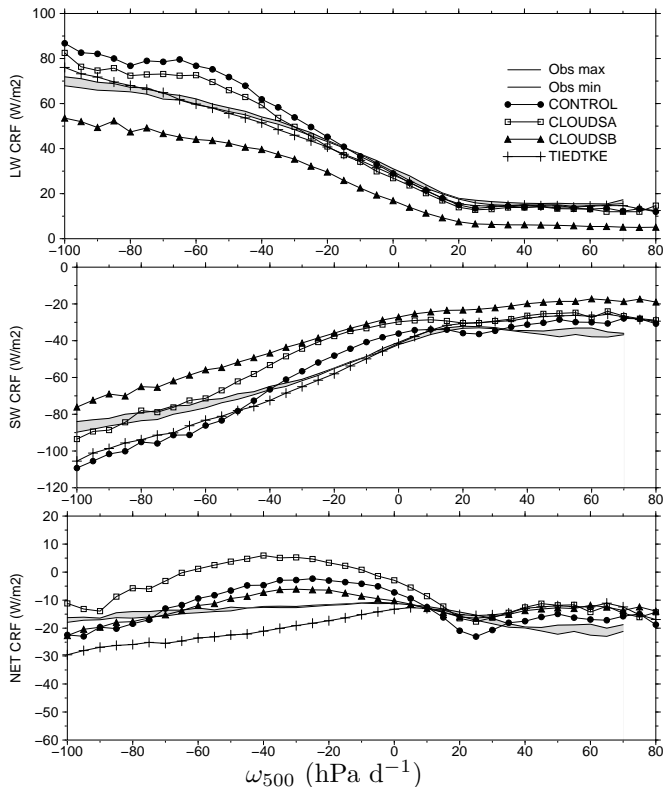 100
80
60
40
20
0
LW CRF (W/m2)
Obs max
Obs min
CONTROL
CLOUDSA
CLOUDSB
TIEDTKE
−100 −80 −60 −40 −20 0 20 40 60 80
0
−20
−40
−60
−80
−100
−120
SW CRF (W/m2)
−100 −80 −60 −40 −20 0 20 40 60 80
20
10
0
−10
−20
−30
−40
−50
−60
NET CRF (W/m2)
−100 −80 −60 −40 −20 0 20 40 60 80
ω500 (hPa d−1)